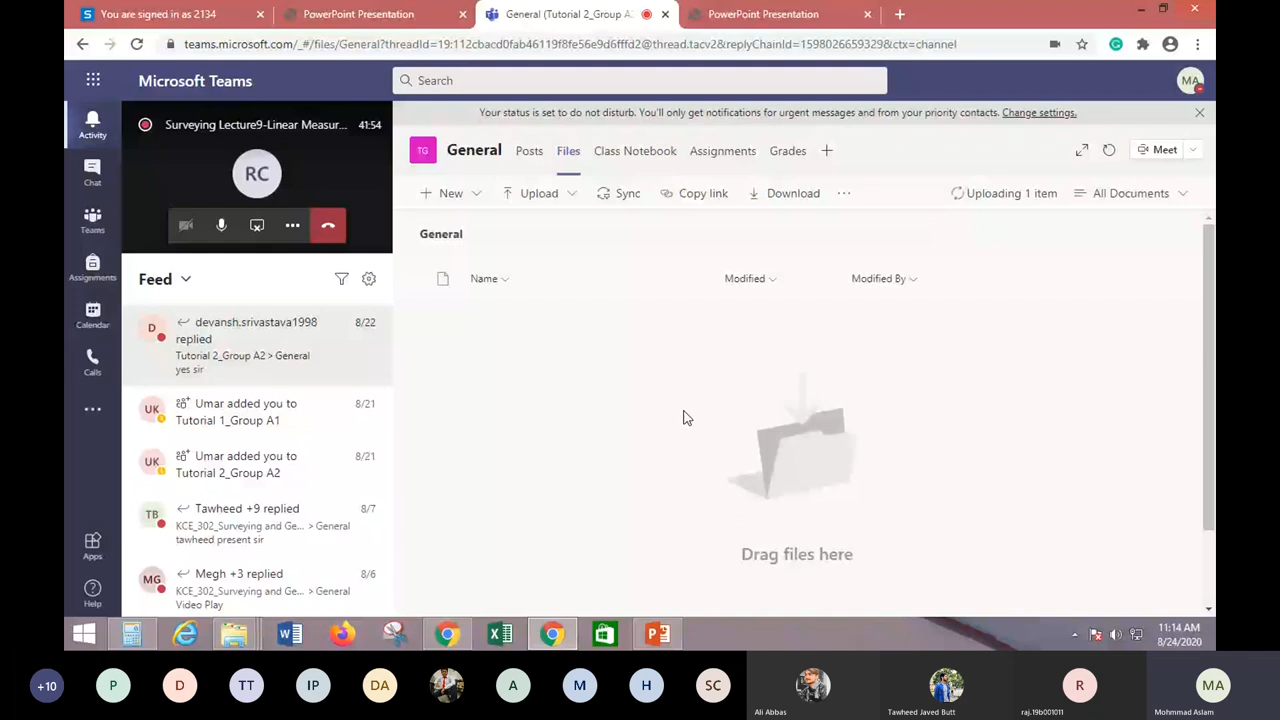 You are signed in as 2134
PowerPoint Presentation
General (Tutorial 2_Group A2
PowerPoint Presentation
teams.microsoft.com/_#/files/General?threadId=19:112cbacd0fab46119f8fe56e9d6fffd2@thread.tacv2&replyChainId=1598026659329&ctx=channel
Microsoft Teams
Search
MA
Your status is set to do not disturb. You'll only get notifications for urgent messages and from your priority contacts. Change settings.
Activity
Chat
Teams
Assignments
Calendar
Calls
Apps
Help
Surveying Lecture9-Linear Measur... 41:54
RC
TG General Posts Files Class Notebook Assignments Grades
Meet
New Upload Sync Copy link Download Uploading 1 item All Documents
General
Name Modified Modified By
Drag files here
Feed
D devansh.srivastava1998 8/22
replied
Tutorial 2_Group A2 > General
yes sir
UK Umar added you to 8/21
Tutorial 1_Group A1
UK Umar added you to 8/21
Tutorial 2_Group A2
TB Tawheed +9 replied 8/7
KCE_302_Surveying and Ge... > General
tawheed present sir
MG Megh +3 replied 8/6
KCE_302_Surveying and Ge... > General
Video Play
11:14 AM
8/24/2020
+10 P D TT IP DA A M H SC R MA
Ali Abbas
Tawheed Javed Butt
raj.19b001011
Mohmmad Aslam